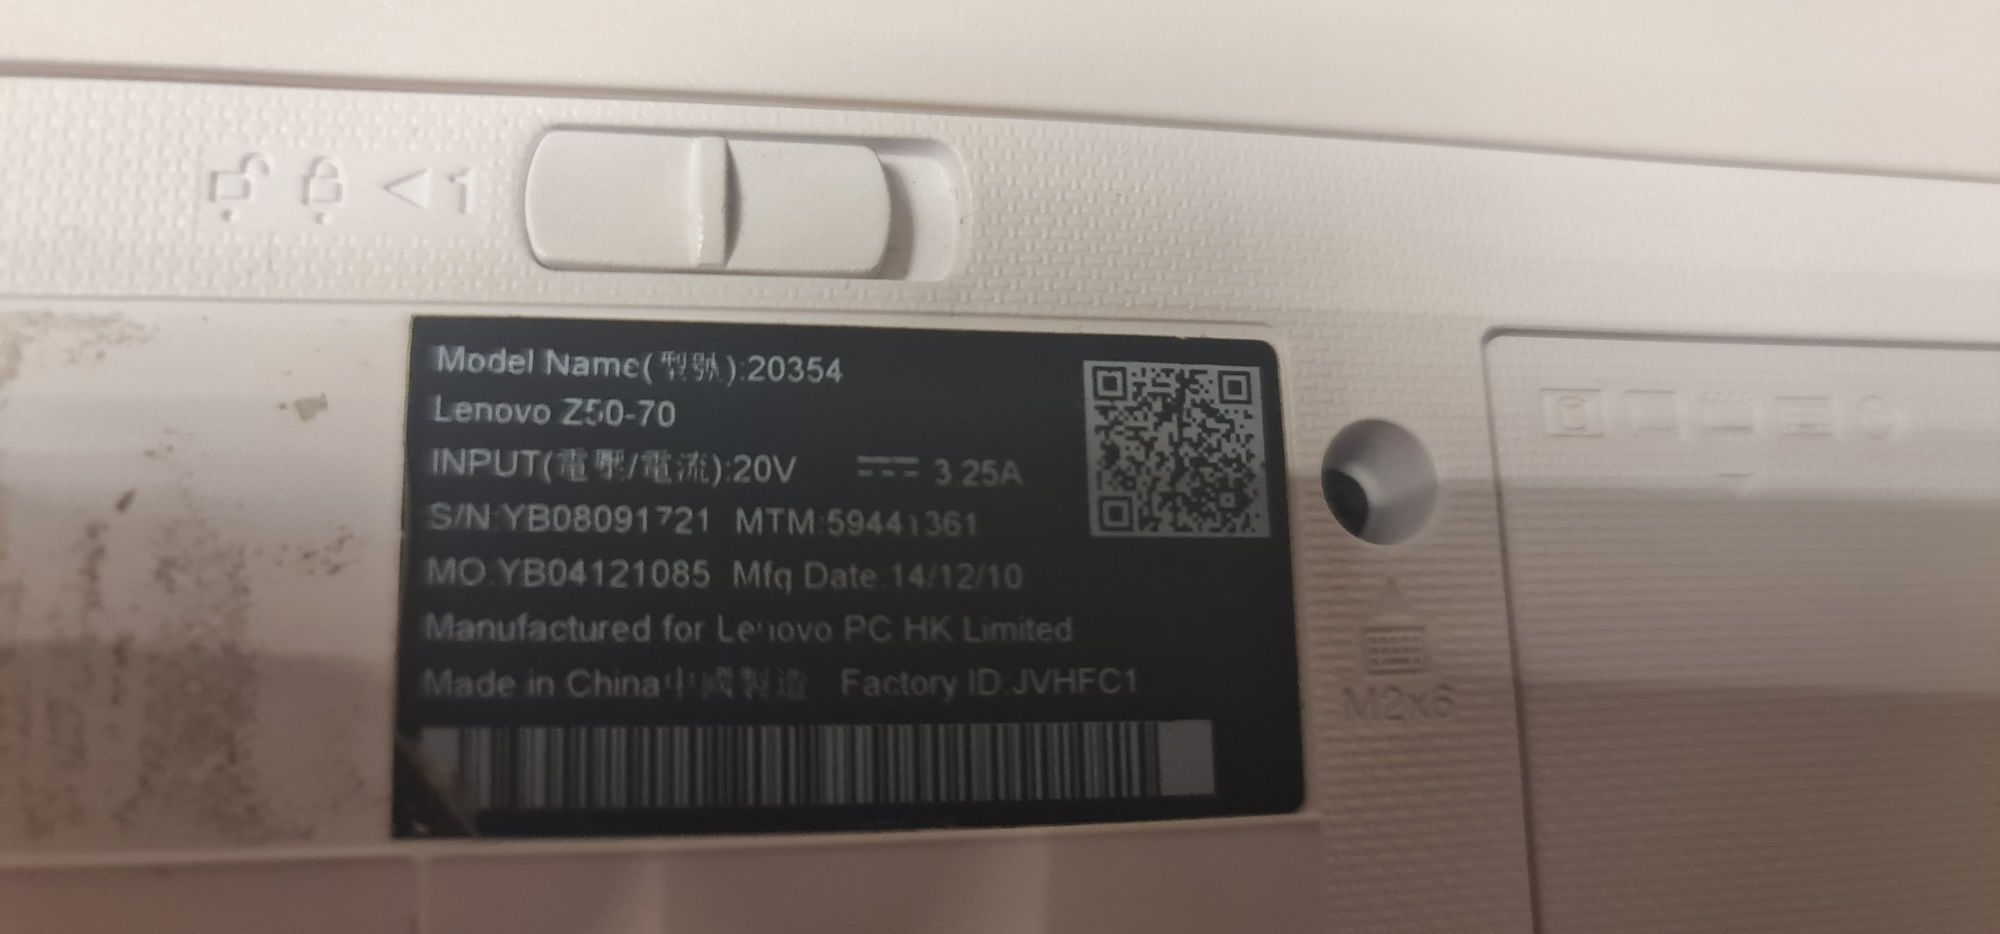 1
Model Name(型號):20354
Lenovo Z50-70
INPUT(電壓/電流):20V ⎓ 3.25A
S/N:YB08091721 MTM:59441361
MO:YB04121085 Mfg Date:14/12/10
Manufactured for Lenovo PC HK Limited
Made in China中國製造 Factory ID:JVHFC1
M2x6